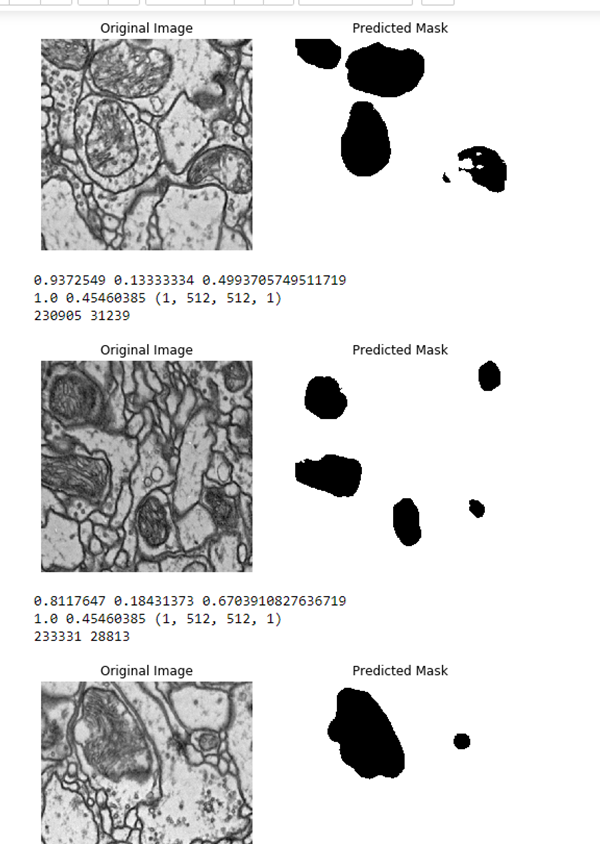 Original Image Predicted Mask
0.9372549 0.13333334 0.4993705749511719
1.0 0.45460385 (1, 512, 512, 1)
230905 31239
Original Image Predicted Mask
0.8117647 0.18431373 0.6703910827636719
1.0 0.45460385 (1, 512, 512, 1)
233331 28813
Original Image Predicted Mask